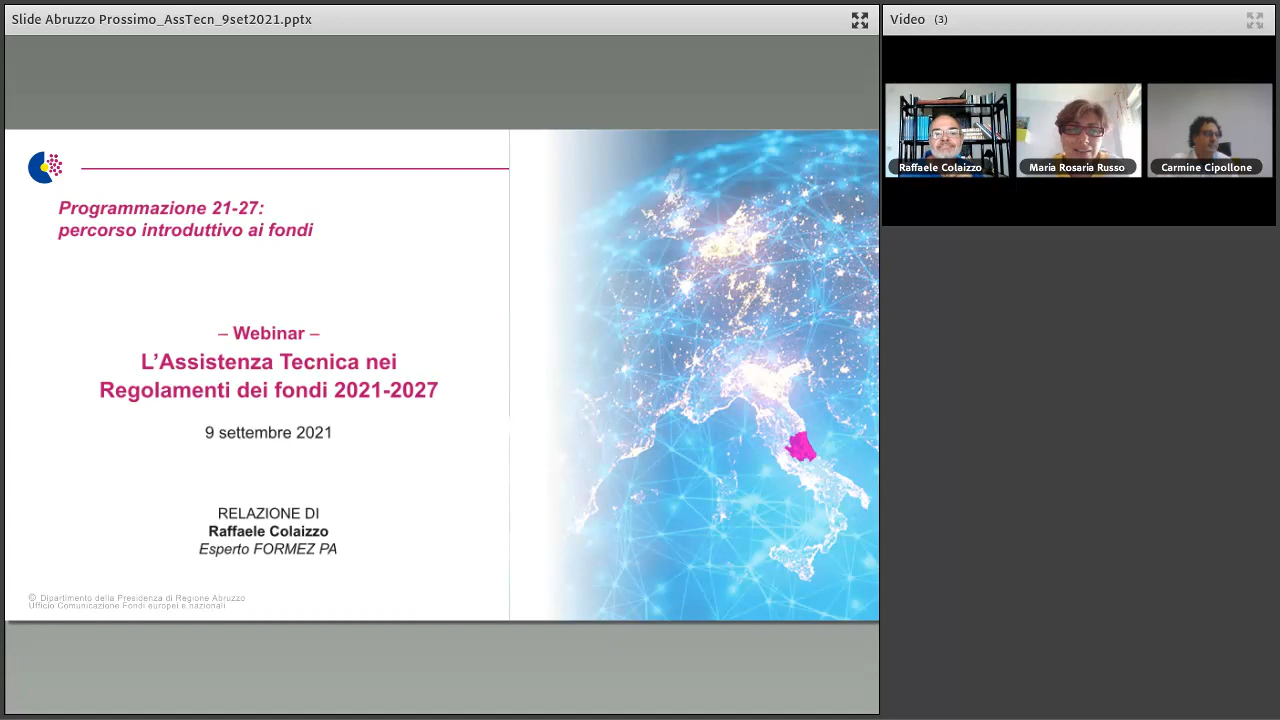 Slide Abruzzo Prossimo_AssTecn_9set2021.pptx
Video (3)
Raffaele Colaizzo
Maria Rosaria Russo
Carmine Cipollone
Programmazione 21-27:
percorso introduttivo ai fondi
– Webinar –
L'Assistenza Tecnica nei
Regolamenti dei fondi 2021-2027
9 settembre 2021
RELAZIONE DI
Raffaele Colaizzo
Esperto FORMEZ PA
© Dipartimento della Presidenza di Regione Abruzzo
Ufficio Comunicazione Fondi europei e nazionali